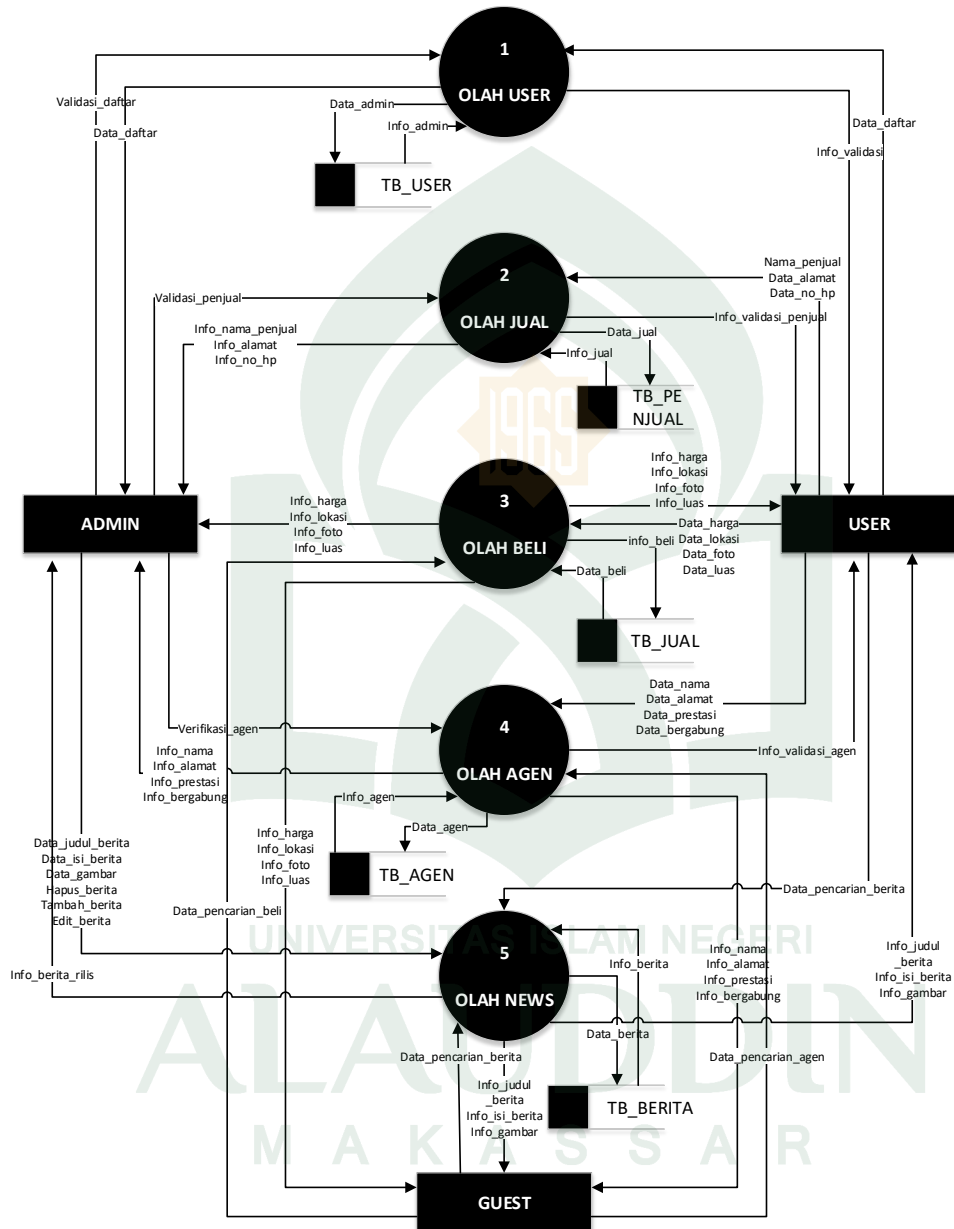 1
OLAH USER
Validasi_daftar
Data_daftar
Data_admin
Info_admin
Data_daftar
Info_validasi
TB_USER
2
OLAH JUAL
Nama_penjual
Data_alamat
Data_no_hp
Validasi_penjual
Info_validasi_penjual
Info_nama_penjual
Info_alamat
Info_no_hp
Data_jual
Info_jual
TB_PE
NJUAL
1965
3
OLAH BELI
Info_harga
Info_lokasi
Info_foto
Info_luas
Info_harga
Info_lokasi
Info_foto
Info_luas
ADMIN
USER
Data_harga
Data_lokasi
Data_foto
Data_luas
info_beli
Data_beli
TB_JUAL
4
OLAH AGEN
Data_nama
Data_alamat
Data_prestasi
Data_bergabung
Verifikasi_agen
Info_validasi_agen
Info_nama
Info_alamat
Info_prestasi
Info_bergabung
Info_agen
Data_agen
TB_AGEN
Data_judul_berita
Data_isi_berita
Data_gambar
Hapus_berita
Tambah_berita
Edit_berita
Info_harga
Info_lokasi
Info_foto
Info_luas
Data_pencarian_beli
Data_pencarian_berita
UNIVERSITAS ISLAM NEGERI
5
OLAH NEWS
Info_berita_rilis
Info_berita
Info_nama
Info_alamat
Info_prestasi
Info_bergabung
Info_judul
_berita
Info_isi_berita
Info_gambar
ALAUDDIN
Data_berita
Data_pencarian_berita
Data_pencarian_agen
Info_judul
_berita
Info_isi_berita
Info_gambar
TB_BERITA
MAKASSAR
GUEST